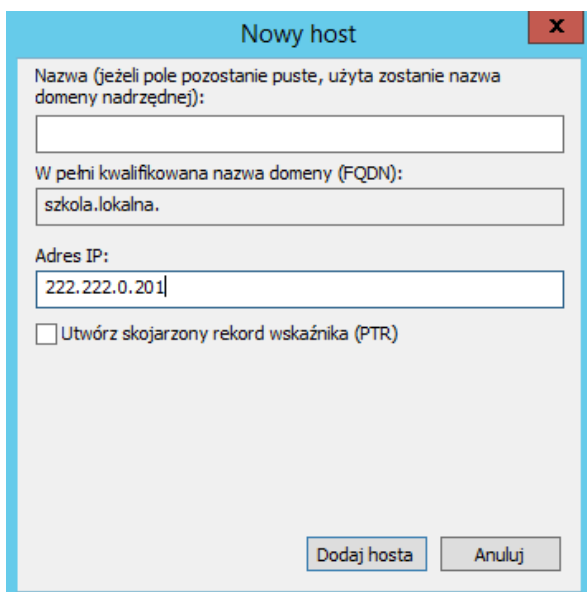 Nowy host
x
Nazwa (jeżeli pole pozostanie puste, użyta zostanie nazwa
domeny nadrzędnej):
W pełni kwalifikowana nazwa domeny (FQDN):
szkola.lokalna.
Adres IP:
222.222.0.201
Utwórz skojarzony rekord wskaźnika (PTR)
Dodaj hosta Anuluj